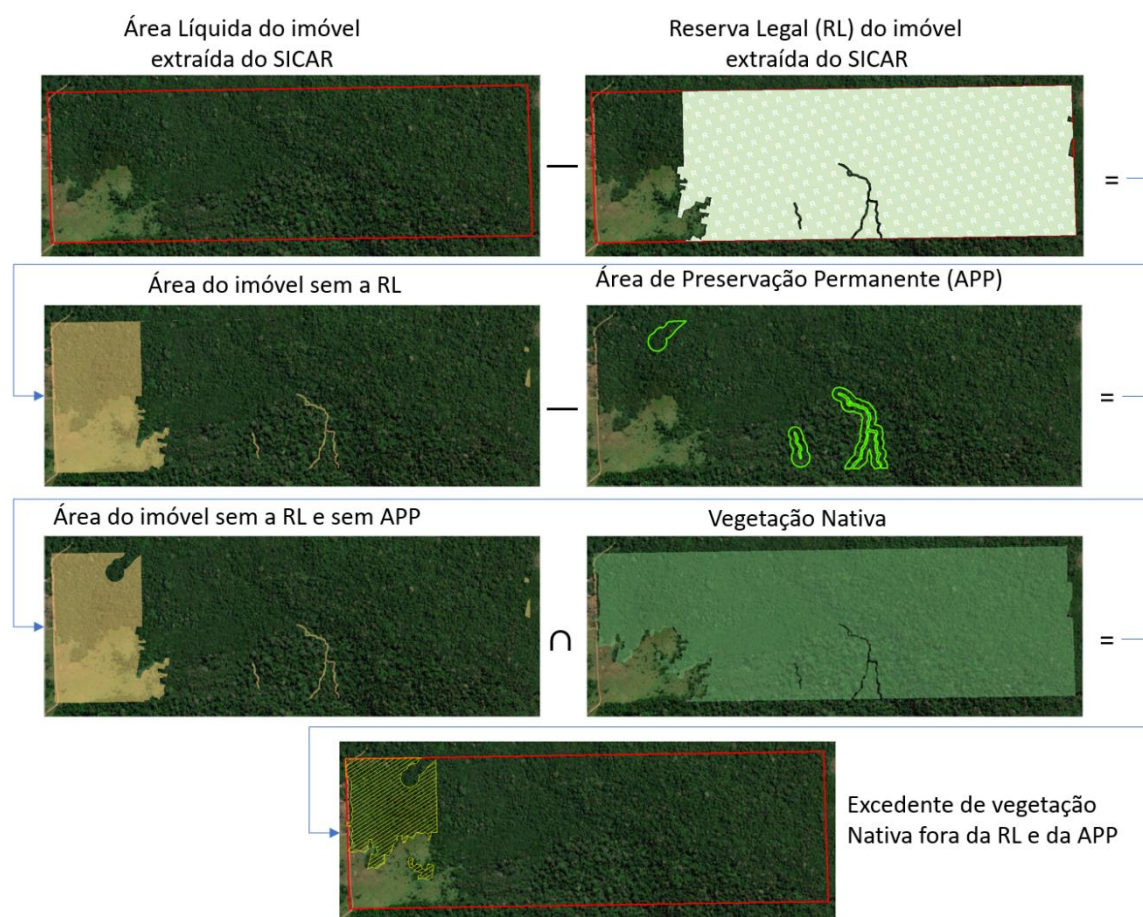 Área Líquida do imóvel
extraída do SICAR
Reserva Legal (RL) do imóvel
extraída do SICAR
—
=
Área do imóvel sem a RL
Área de Preservação Permanente (APP)
—
=
Área do imóvel sem a RL e sem APP
Vegetação Nativa
∩
=
Excedente de vegetação
Nativa fora da RL e da APP